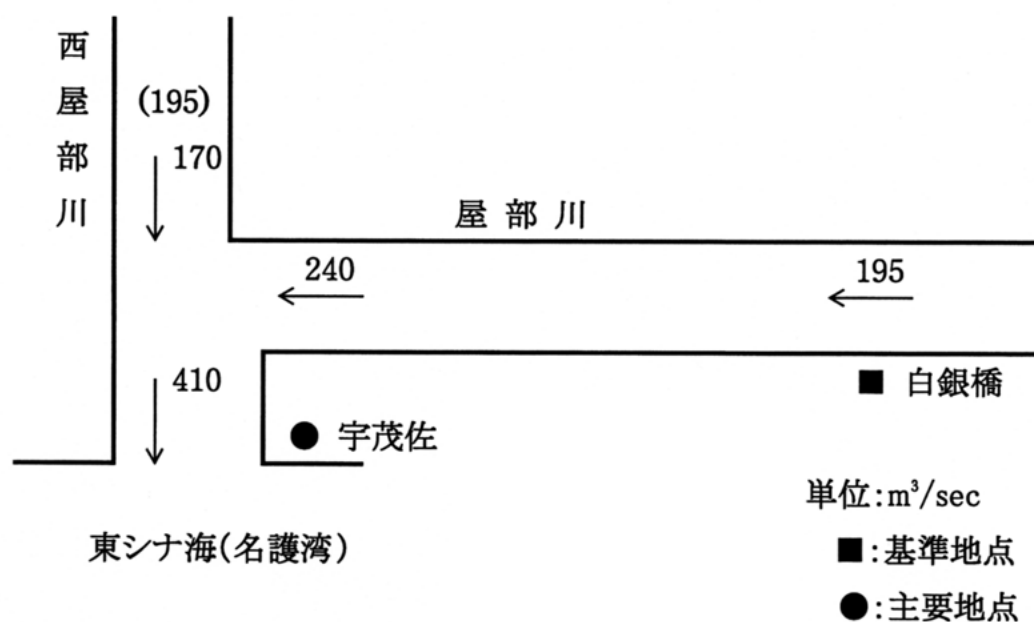 西屋部川
(195)
170
屋部川
240
195
410
白銀橋
宇茂佐
単位:m³/sec
東シナ海(名護湾)
■:基準地点
●:主要地点